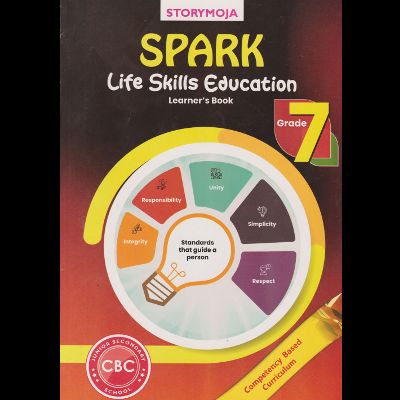 STORYMOJA
SPARK
Life Skills Education
Learner's Book
Grade 7
Unity
Responsibility
Simplicity
Integrity
Standards
that guide a
person
Respect
JUNIOR SECONDARY
CBC
SCHOOL
Competency Based
Curriculum